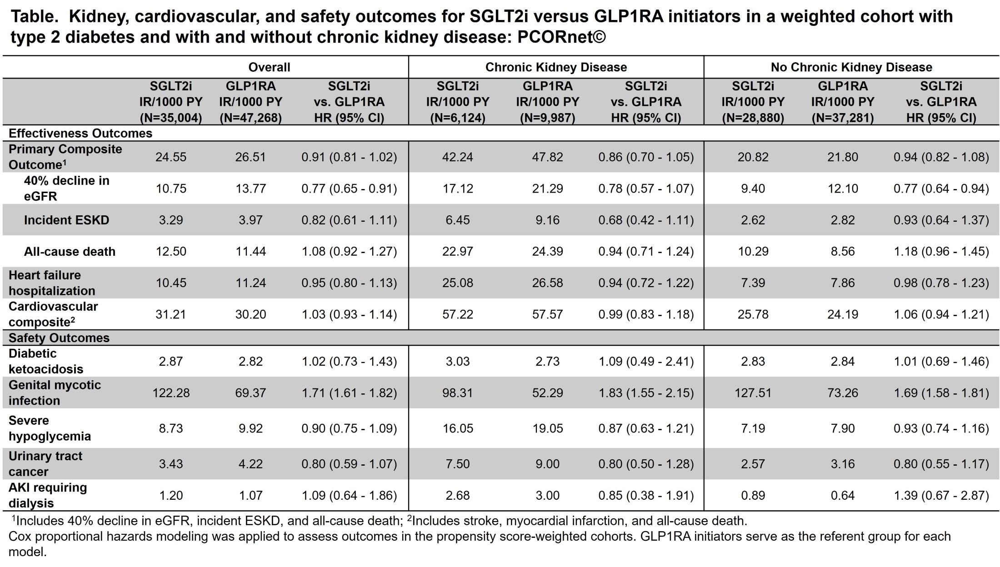 Table. Kidney, cardiovascular, and safety outcomes for SGLT2i versus GLP1RA initiators in a weighted cohort with
type 2 diabetes and with and without chronic kidney disease: PCORnet©
Overall Chronic Kidney Disease No Chronic Kidney Disease
SGLT2i GLP1RA SGLT2i SGLT2i GLP1RA SGLT2i SGLT2i GLP1RA SGLT2i
IR/1000 PY IR/1000 PY vs. GLP1RA IR/1000 PY IR/1000 PY vs. GLP1RA IR/1000 PY IR/1000 PY vs. GLP1RA
(N=35,004) (N=47,268) HR (95% CI) (N=6,124) (N=9,987) HR (95% CI) (N=28,880) (N=37,281) HR (95% CI)
Effectiveness Outcomes
Primary Composite
Outcome¹ 24.55 26.51 0.91 (0.81 - 1.02) 42.24 47.82 0.86 (0.70 - 1.05) 20.82 21.80 0.94 (0.82 - 1.08)
40% decline in
eGFR 10.75 13.77 0.77 (0.65 - 0.91) 17.12 21.29 0.78 (0.57 - 1.07) 9.40 12.10 0.77 (0.64 - 0.94)
Incident ESKD 3.29 3.97 0.82 (0.61 - 1.11) 6.45 9.16 0.68 (0.42 - 1.11) 2.62 2.82 0.93 (0.64 - 1.37)
All-cause death 12.50 11.44 1.08 (0.92 - 1.27) 22.97 24.39 0.94 (0.71 - 1.24) 10.29 8.56 1.18 (0.96 - 1.45)
Heart failure
hospitalization 10.45 11.24 0.95 (0.80 - 1.13) 25.08 26.58 0.94 (0.72 - 1.22) 7.39 7.86 0.98 (0.78 - 1.23)
Cardiovascular
composite² 31.21 30.20 1.03 (0.93 - 1.14) 57.22 57.57 0.99 (0.83 - 1.18) 25.78 24.19 1.06 (0.94 - 1.21)
Safety Outcomes
Diabetic
ketoacidosis 2.87 2.82 1.02 (0.73 - 1.43) 3.03 2.73 1.09 (0.49 - 2.41) 2.83 2.84 1.01 (0.69 - 1.46)
Genital mycotic
infection 122.28 69.37 1.71 (1.61 - 1.82) 98.31 52.29 1.83 (1.55 - 2.15) 127.51 73.26 1.69 (1.58 - 1.81)
Severe
hypoglycemia 8.73 9.92 0.90 (0.75 - 1.09) 16.05 19.05 0.87 (0.63 - 1.21) 7.19 7.90 0.93 (0.74 - 1.16)
Urinary tract
cancer 3.43 4.22 0.80 (0.59 - 1.07) 7.50 9.00 0.80 (0.50 - 1.28) 2.57 3.16 0.80 (0.55 - 1.17)
AKI requiring
dialysis 1.20 1.07 1.09 (0.64 - 1.86) 2.68 3.00 0.85 (0.38 - 1.91) 0.89 0.64 1.39 (0.67 - 2.87)
¹Includes 40% decline in eGFR, incident ESKD, and all-cause death; ²Includes stroke, myocardial infarction, and all-cause death.
Cox proportional hazards modeling was applied to assess outcomes in the propensity score-weighted cohorts. GLP1RA initiators serve as the referent group for each
model.